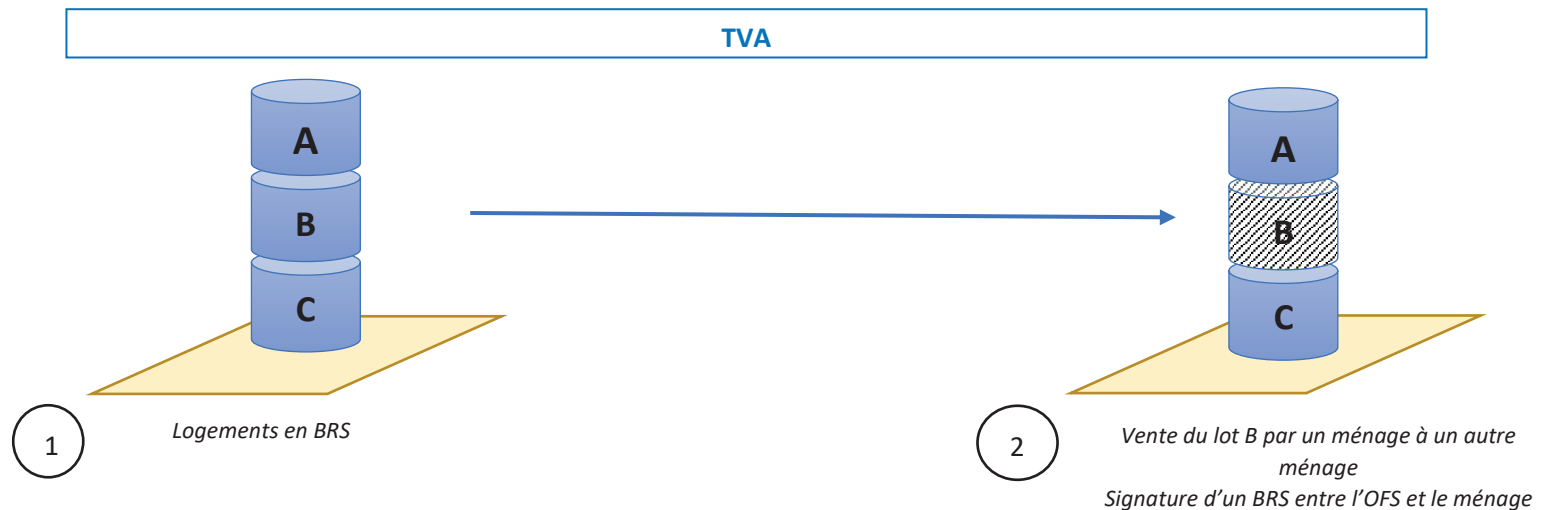 TVA
A
B
C
A
B
C
1
Logements en BRS
2
Vente du lot B par un ménage à un autre
ménage
Signature d’un BRS entre l’OFS et le ménage